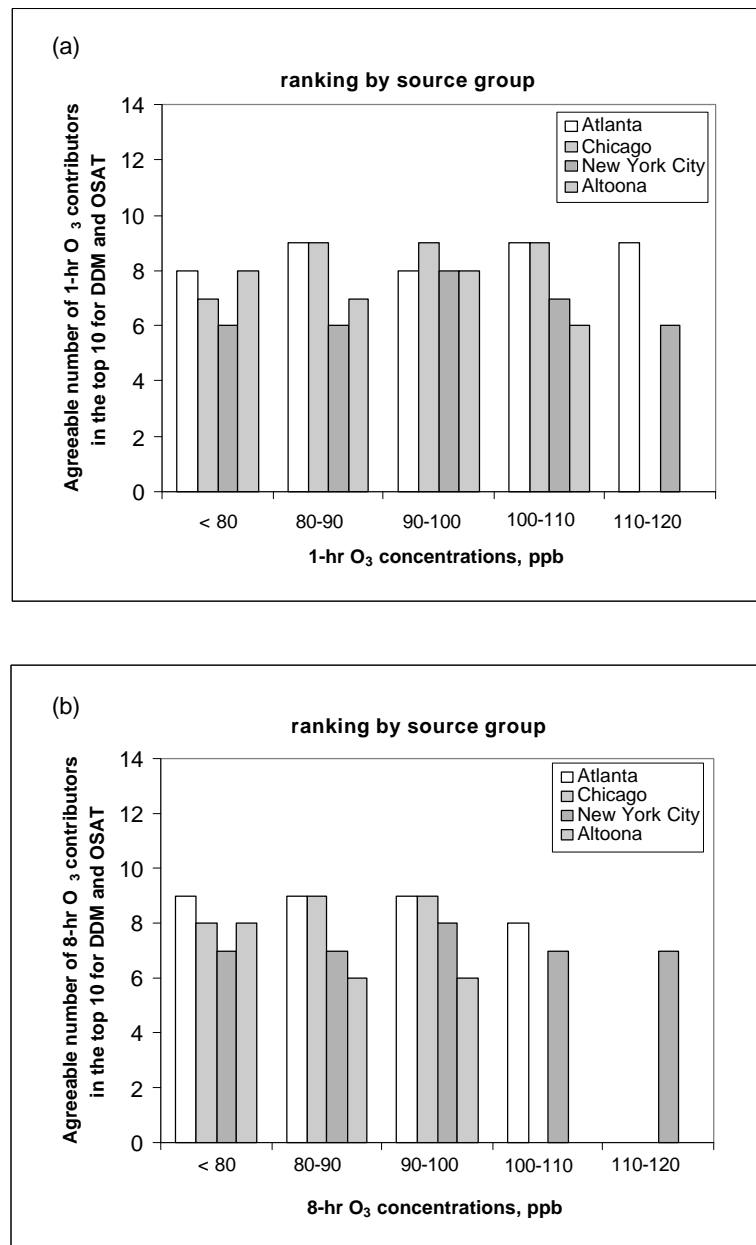 (a)
ranking by source group
Agreeable number of 1-hr O 3 contributors
in the top 10 for DDM and OSAT
14
12
10
8
6
4
2
0
Atlanta
Chicago
New York City
Altoona
< 80 80-90 90-100 100-110 110-120
1-hr O3 concentrations, ppb
(b)
ranking by source group
Agreeable number of 8-hr O 3 contributors
in the top 10 for DDM and OSAT
14
12
10
8
6
4
2
0
Atlanta
Chicago
New York City
Altoona
< 80 80-90 90-100 100-110 110-120
8-hr O3 concentrations, ppb